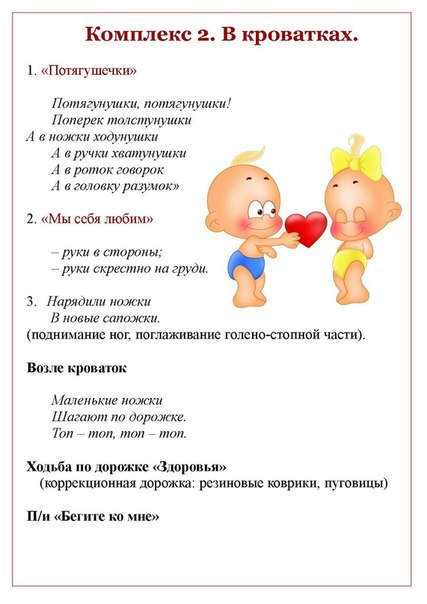 Комплекс 2. В кроватках.
1. «Потягушечки»
Потягунушки, потягунушки!
Поперек толстунушки
А в ножки ходунушки
А в ручки хватунушки
А в роток говорок
А в головку разумок»
2. «Мы себя любим»
– руки в стороны;
– руки скрестно на груди.
3. Нарядили ножки
В новые сапожки.
(поднимание ног, поглаживание голено-стопной части).
Возле кроваток
Маленькие ножки
Шагают по дорожке.
Топ – топ, топ – топ.
Ходьба по дорожке «Здоровья»
(коррекционная дорожка: резиновые коврики, пуговицы)
П/и «Бегите ко мне»